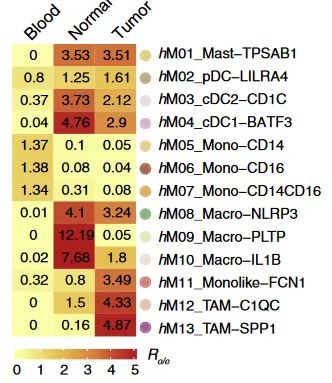 Blood Normal Tumor
0 3.53 3.51 hM01_Mast−TPSAB1
0.8 1.25 1.61 hM02_pDC−LILRA4
0.37 3.73 2.12 hM03_cDC2−CD1C
0.04 4.76 2.9 hM04_cDC1−BATF3
1.37 0.1 0.05 hM05_Mono−CD14
1.38 0.08 0.04 hM06_Mono−CD16
1.34 0.31 0.08 hM07_Mono−CD14CD16
0.01 4.1 3.24 hM08_Macro−NLRP3
0 12.19 0.05 hM09_Macro−PLTP
0.02 7.68 1.8 hM10_Macro−IL1B
0.32 0.8 3.49 hM11_Monolike−FCN1
0 1.5 4.33 hM12_TAM−C1QC
0 0.16 4.87 hM13_TAM−SPP1
0 1 2 3 4 5 Ro/e